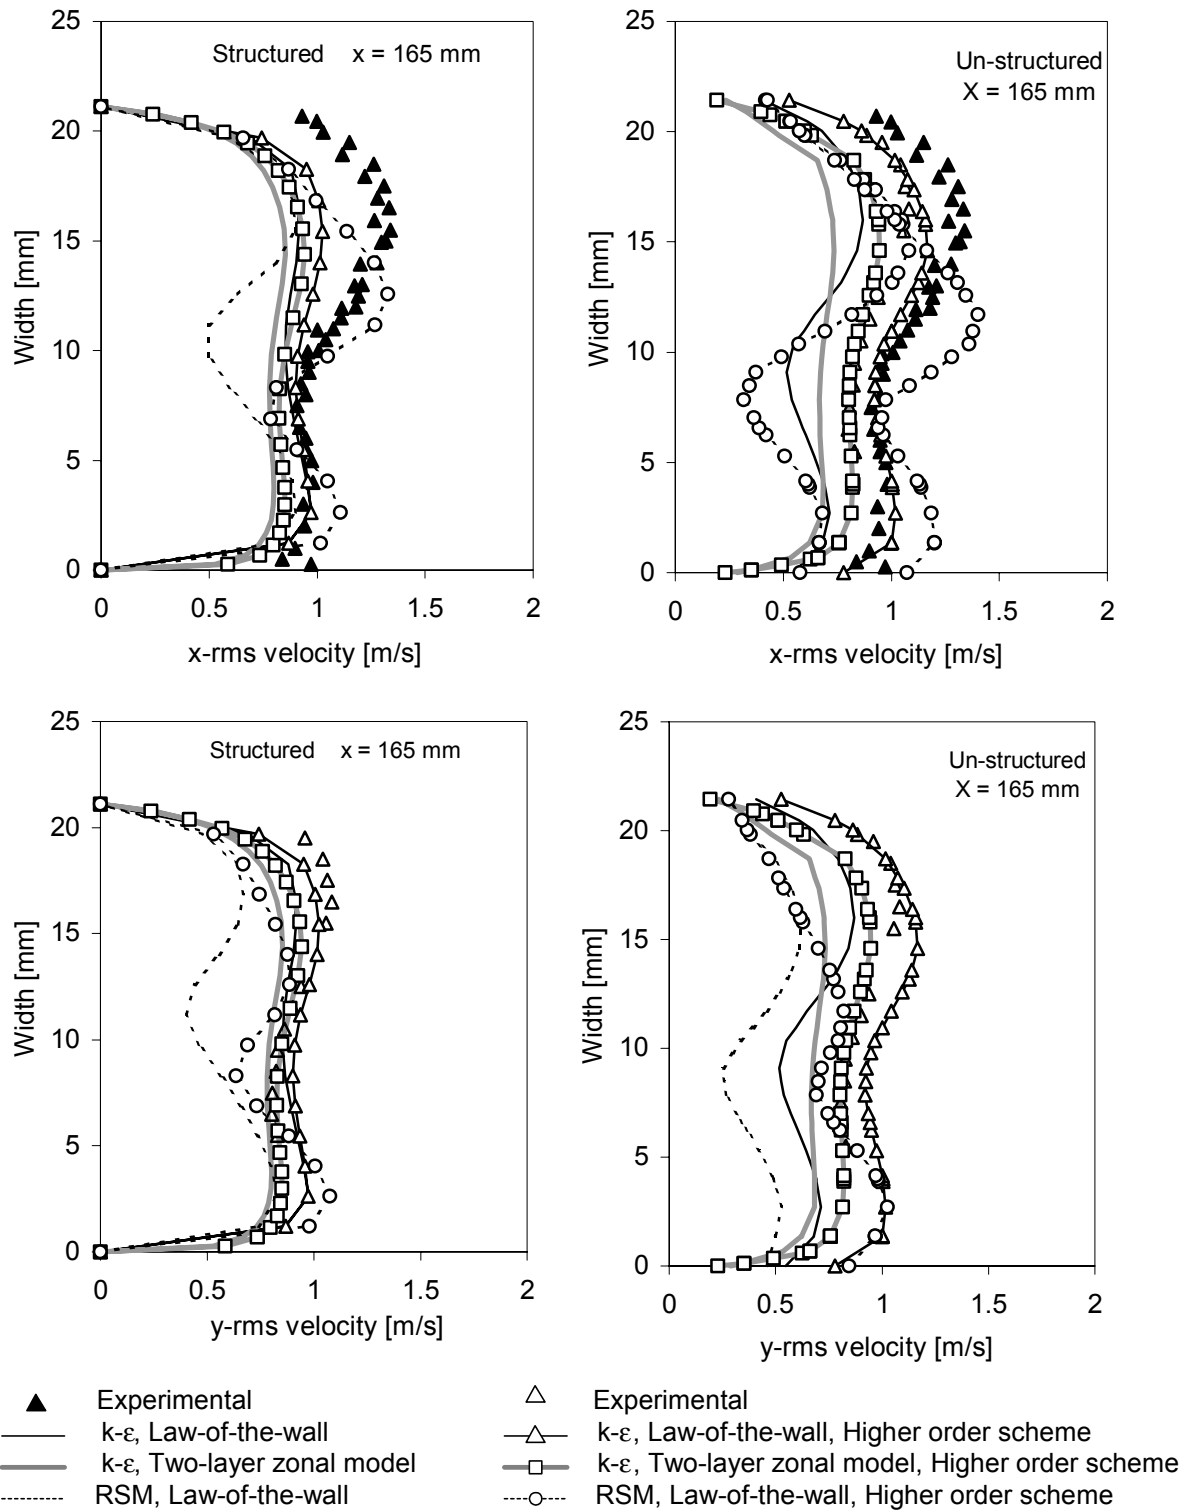 25
20
15
10
5
0
Width [mm]
Structured x = 165 mm
0 0.5 1 1.5 2
x-rms velocity [m/s]
25
20
15
10
5
0
Width [mm]
Un-structured
X = 165 mm
0 0.5 1 1.5 2
x-rms velocity [m/s]
25
20
15
10
5
0
Width [mm]
Structured x = 165 mm
0 0.5 1 1.5 2
y-rms velocity [m/s]
25
20
15
10
5
0
Width [mm]
Un-structured
X = 165 mm
0 0.5 1 1.5 2
y-rms velocity [m/s]
Experimental
k-ε, Law-of-the-wall
k-ε, Two-layer zonal model
RSM, Law-of-the-wall
Experimental
k-ε, Law-of-the-wall, Higher order scheme
k-ε, Two-layer zonal model, Higher order scheme
RSM, Law-of-the-wall, Higher order scheme